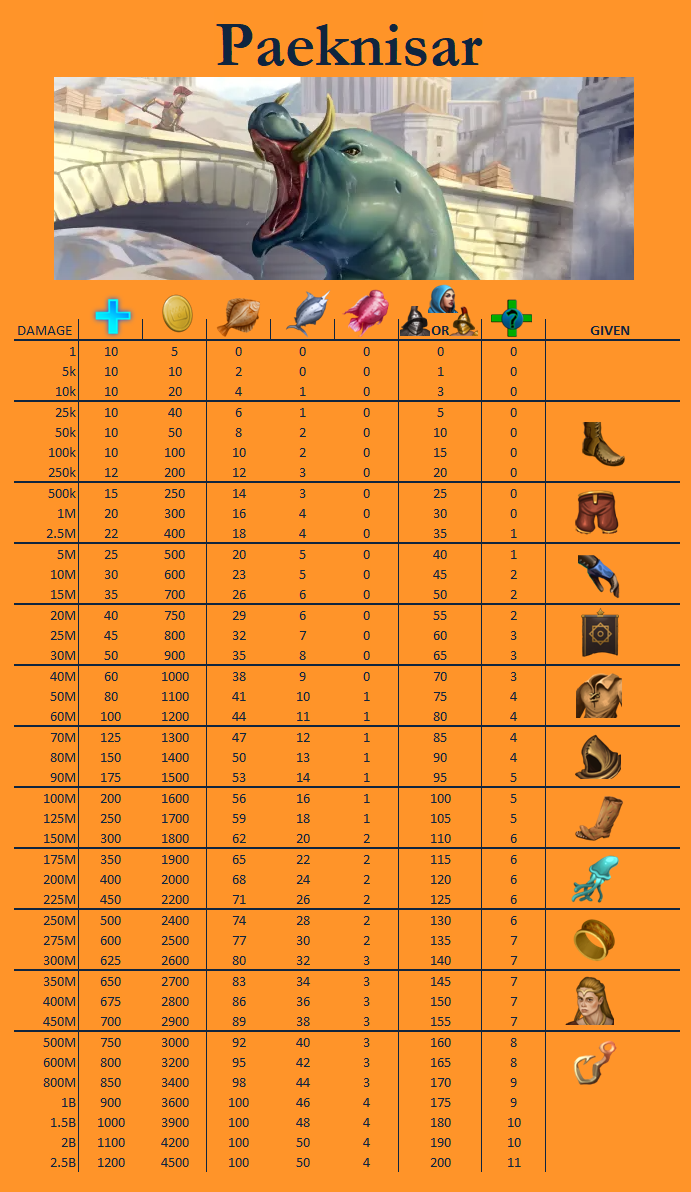 Paeknisar
OR
DAMAGE GIVEN
1 10 5 0 0 0 0 0
5k 10 10 2 0 0 1 0
10k 10 20 4 1 0 3 0
25k 10 40 6 1 0 5 0
50k 10 50 8 2 0 10 0
100k 10 100 10 2 0 15 0
250k 12 200 12 3 0 20 0
500k 15 250 14 3 0 25 0
1M 20 300 16 4 0 30 0
2.5M 22 400 18 4 0 35 1
5M 25 500 20 5 0 40 1
10M 30 600 23 5 0 45 2
15M 35 700 26 6 0 50 2
20M 40 750 29 6 0 55 2
25M 45 800 32 7 0 60 3
30M 50 900 35 8 0 65 3
40M 60 1000 38 9 0 70 3
50M 80 1100 41 10 1 75 4
60M 100 1200 44 11 1 80 4
70M 125 1300 47 12 1 85 4
80M 150 1400 50 13 1 90 4
90M 175 1500 53 14 1 95 5
100M 200 1600 56 16 1 100 5
125M 250 1700 59 18 1 105 5
150M 300 1800 62 20 2 110 6
175M 350 1900 65 22 2 115 6
200M 400 2000 68 24 2 120 6
225M 450 2200 71 26 2 125 6
250M 500 2400 74 28 2 130 6
275M 600 2500 77 30 2 135 7
300M 625 2600 80 32 3 140 7
350M 650 2700 83 34 3 145 7
400M 675 2800 86 36 3 150 7
450M 700 2900 89 38 3 155 7
500M 750 3000 92 40 3 160 8
600M 800 3200 95 42 3 165 8
800M 850 3400 98 44 3 170 9
1B 900 3600 100 46 4 175 9
1.5B 1000 3900 100 48 4 180 10
2B 1100 4200 100 50 4 190 10
2.5B 1200 4500 100 50 4 200 11